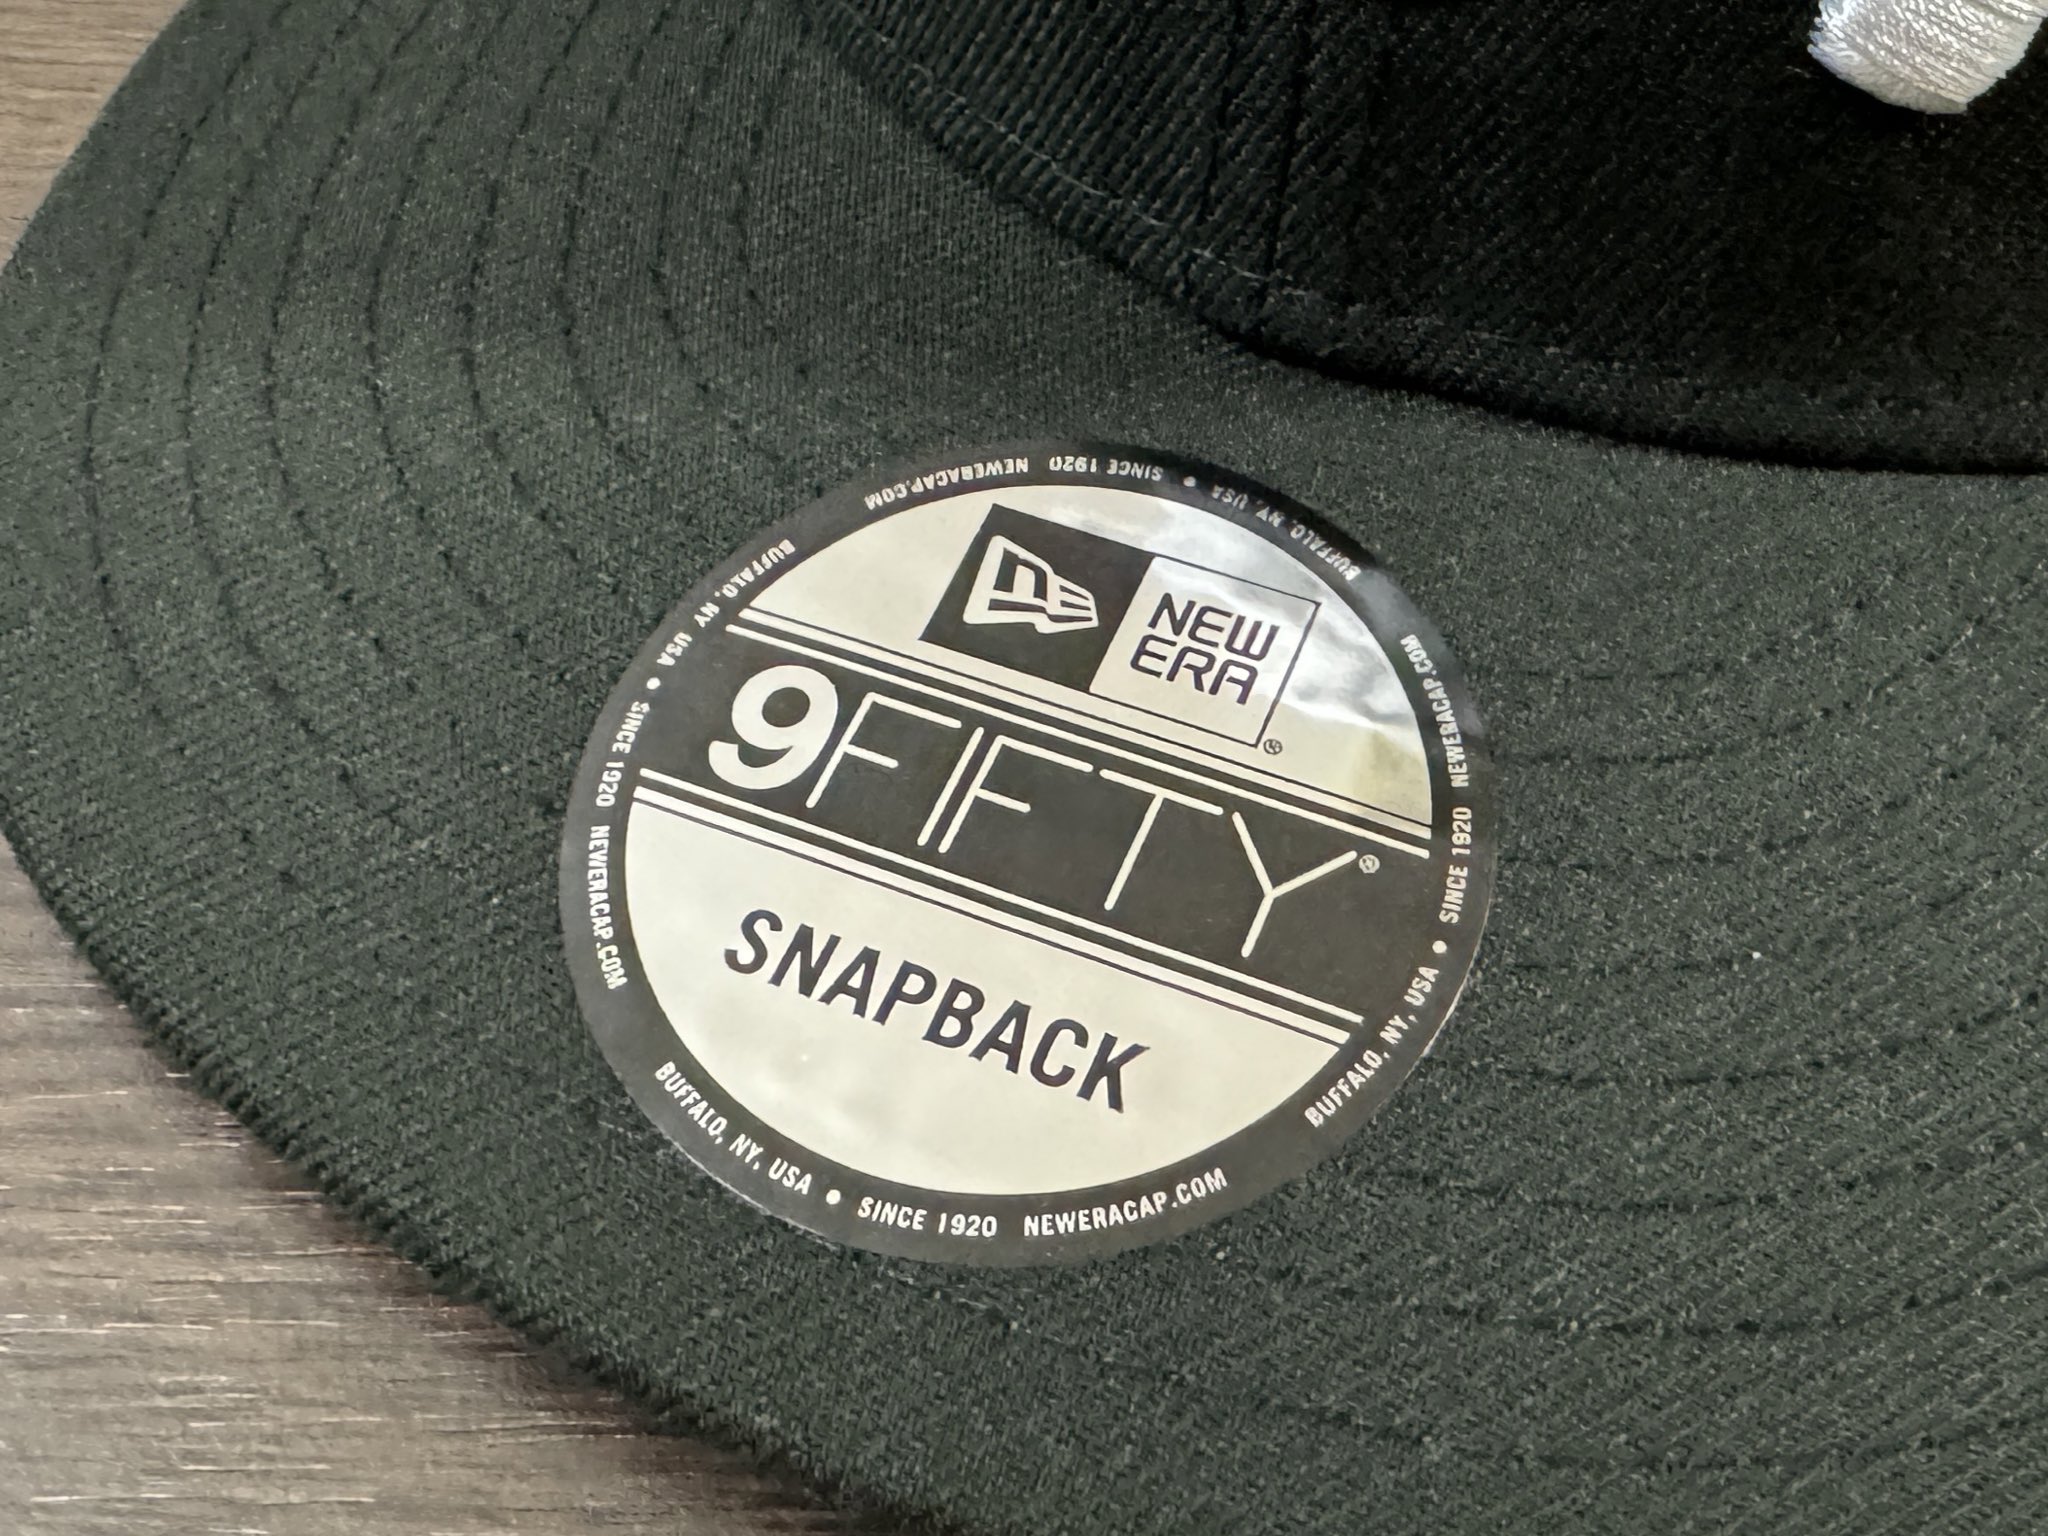 NE
NEW
ERA®
9FIFTY®
SNAPBACK
BUFFALO, NY, USA • SINCE 1920 NEWERACAP.COM
BUFFALO, NY, USA • SINCE 1920 NEWERACAP.COM
BUFFALO, NY, USA • SINCE 1920 NEWERACAP.COM
BUFFALO, NY USA • SINCE 1920 NEWERACAP.COM